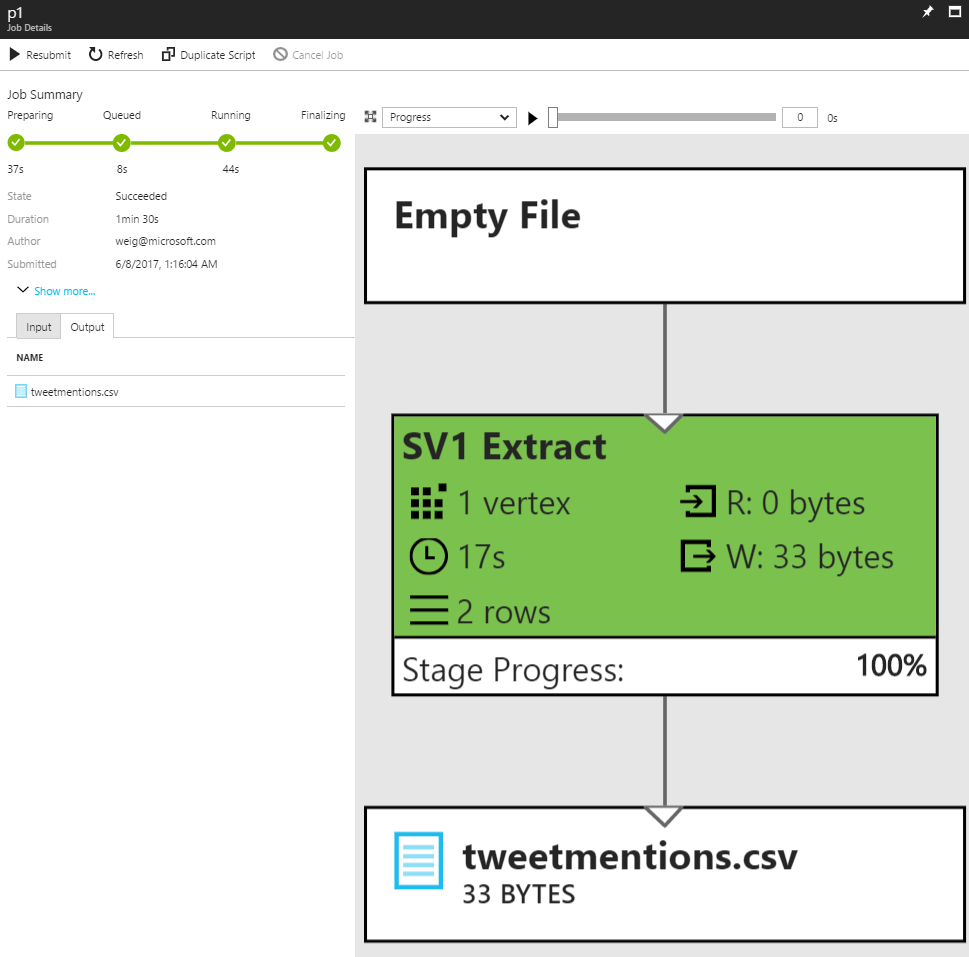 p1
Job Details
Resubmit Refresh Duplicate Script Cancel Job
Job Summary
Preparing Queued Running Finalizing
37s 8s 44s
State Succeeded
Duration 1min 30s
Author weig@microsoft.com
Submitted 6/8/2017, 1:16:04 AM
Show more...
Input Output
NAME
tweetmentions.csv
Progress 0 0s
Empty File
SV1 Extract
1 vertex R: 0 bytes
17s W: 33 bytes
2 rows
Stage Progress: 100%
tweetmentions.csv
33 BYTES